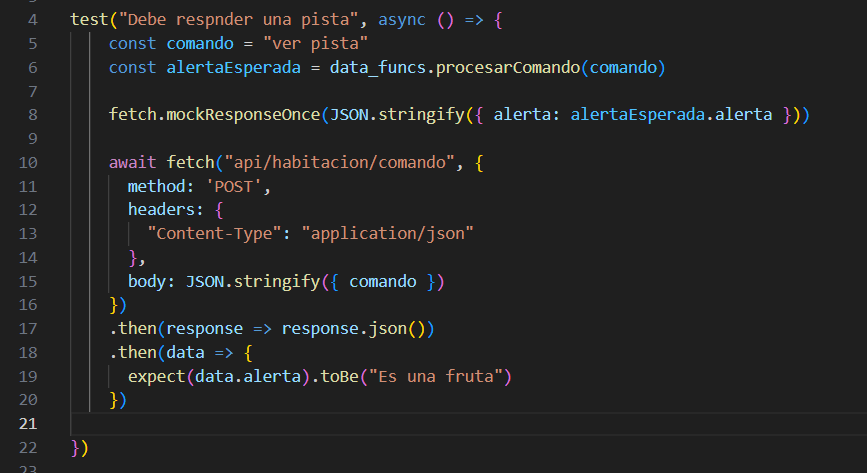 4 test("Debe respnder una pista", async () => {
5 const comando = "ver pista"
6 const alertaEsperada = data_funcs.procesarComando(comando)
7
8 fetch.mockResponseOnce(JSON.stringify({ alerta: alertaEsperada.alerta }))
9
10 await fetch("api/habitacion/comando", {
11 method: 'POST',
12 headers: {
13 "Content-Type": "application/json"
14 },
15 body: JSON.stringify({ comando })
16 })
17 .then(response => response.json())
18 .then(data => {
19 expect(data.alerta).toBe("Es una fruta")
20 })
21
22 })
23